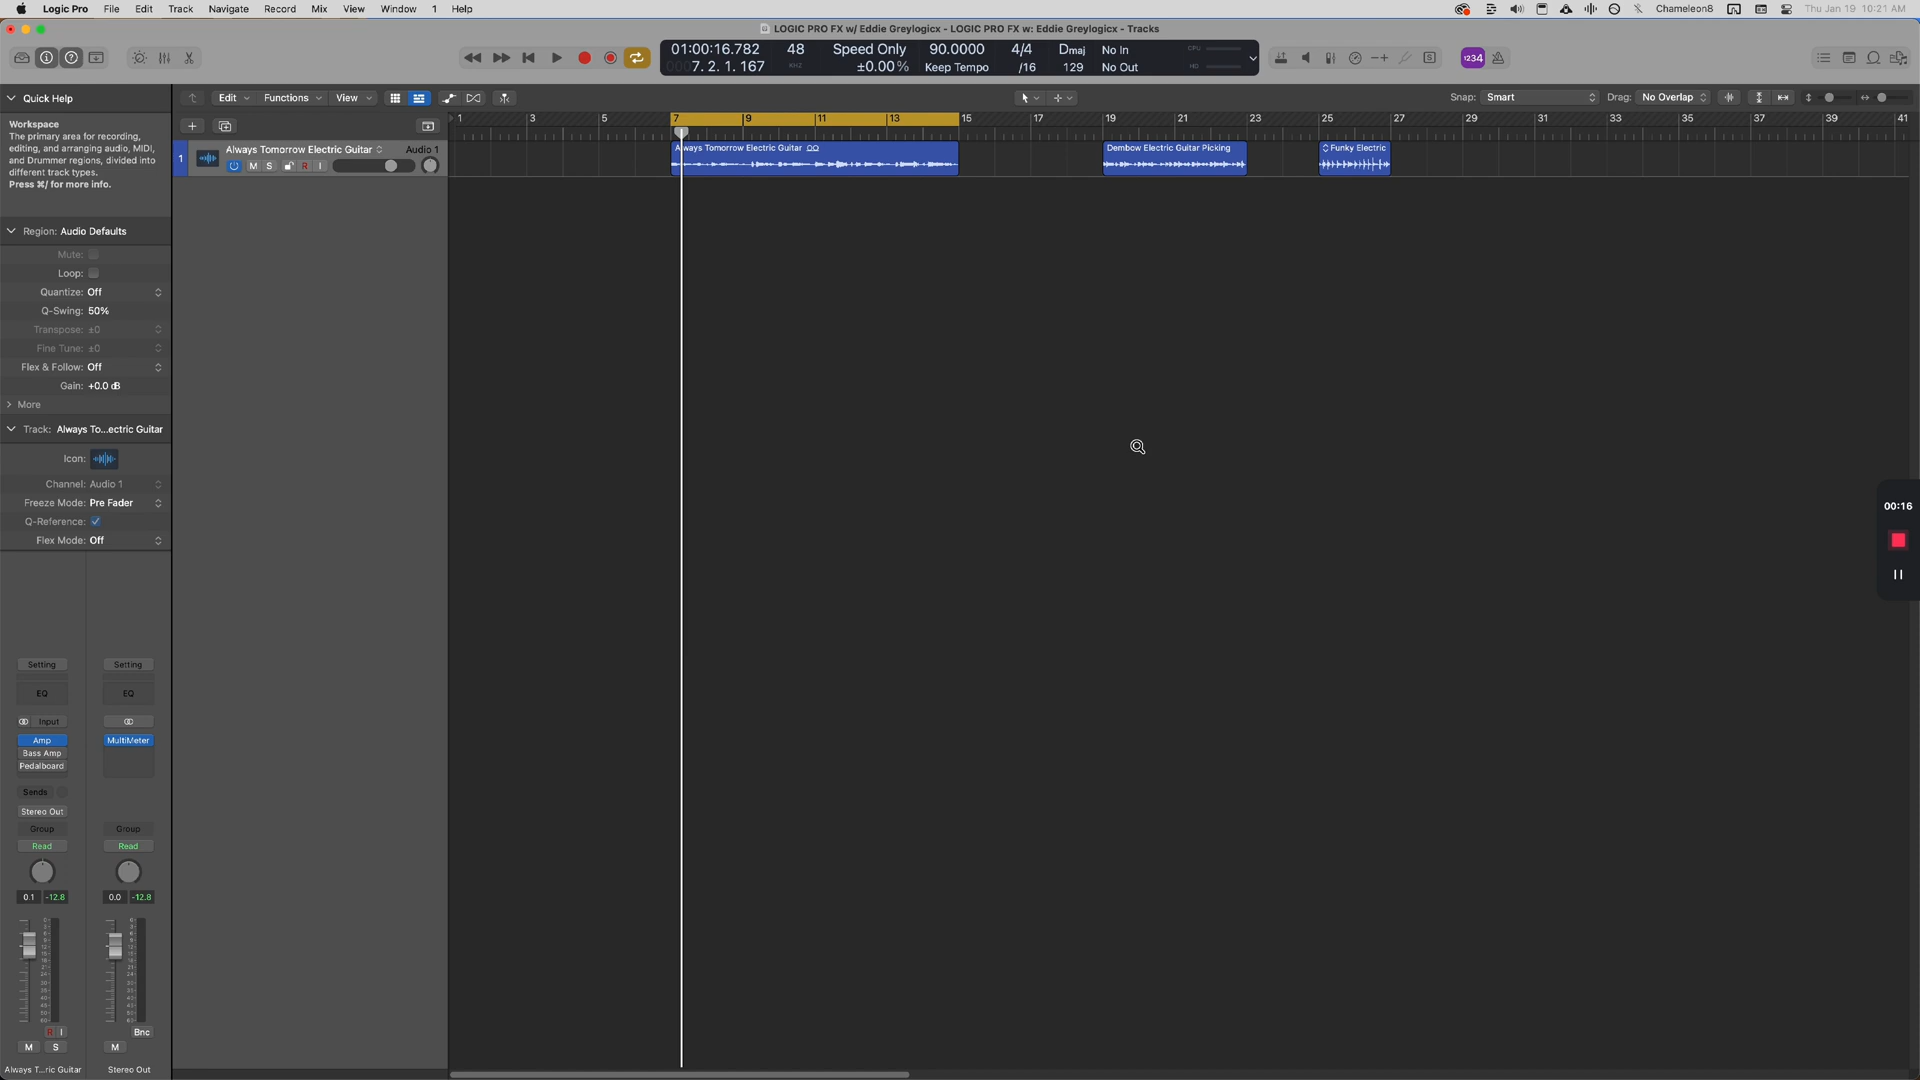 Logic Pro File Edit Track Navigate Record Mix View Window 1 Help Chameleon8 Thu Jan 19 10:21 AM
LOGIC PRO FX w/ Eddie Greylogicx - LOGIC PRO FX w: Eddie Greylogicx - Tracks
01:00:16.782 48 Speed Only 90.0000 4/4 Dmaj No In CPU
0007. 2. 1. 167 KHZ ±0.00% Keep Tempo /16 129 No Out HD
1234
Quick Help Edit Functions View Snap: Smart Drag: No Overlap
1 3 5 7 9 11 13 15 17 19 21 23 25 27 29 31 33 35 37 39 41
Workspace
The primary area for recording,
editing, and arranging audio, MIDI,
and Drummer regions, divided into
different track types.
Press ⌘/ for more info.
1 Always Tomorrow Electric Guitar Audio 1
M S R I
Always Tomorrow Electric Guitar
Dembow Electric Guitar Picking
Funky Electric
Region: Audio Defaults
Mute:
Loop:
Quantize: Off
Q-Swing: 50%
Transpose: ±0
Fine Tune: ±0
Flex & Follow: Off
Gain: +0.0 dB
More
Track: Always To...ectric Guitar
Icon:
Channel: Audio 1
Freeze Mode: Pre Fader
Q-Reference:
Flex Mode: Off
00:16
Setting Setting
EQ EQ
Input
Amp MultiMeter
Bass Amp
Pedalboard
Sends
Stereo Out
Group Group
Read Read
0.1 -12.8 0.0 -12.8
R I Bnc
M S M
Always T...ric Guitar Stereo Out